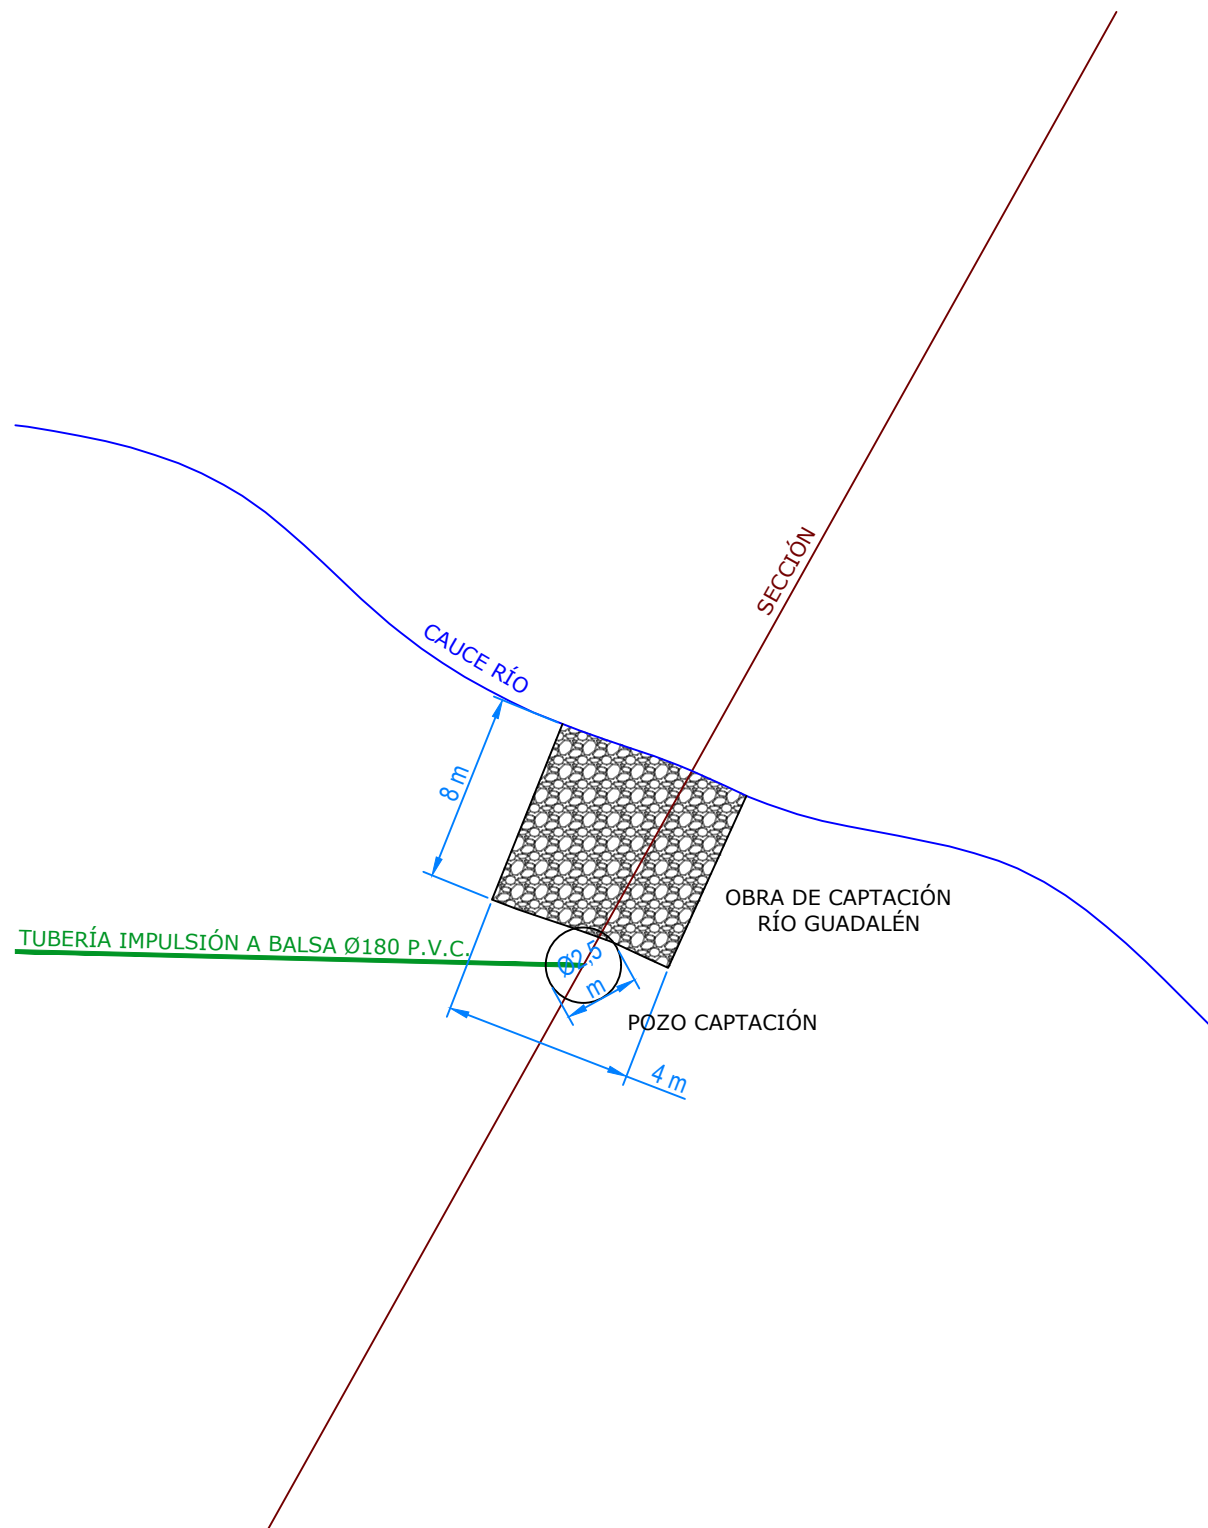 SECCIÓN
CAUCE RÍO
8 m
OBRA DE CAPTACIÓN
RÍO GUADALÉN
TUBERÍA IMPULSIÓN A BALSA Ø180 P.V.C.
Ø2,5
m
POZO CAPTACIÓN
4 m